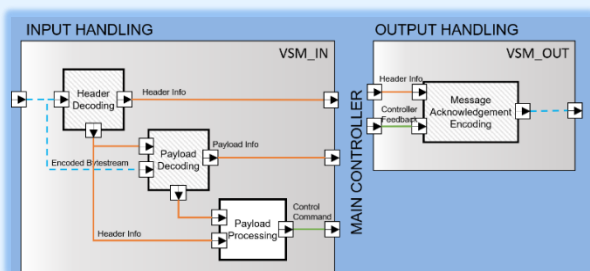 INPUT HANDLING
VSM_IN
Header
Decoding
Header Info
Encoded Bytestream
Payload
Decoding
Payload Info
Payload
Processing
Control
Command
Header Info
MAIN CONTROLLER
OUTPUT HANDLING
VSM_OUT
Header Info
Controller
Feedback
Message
Acknowledgement
Encoding